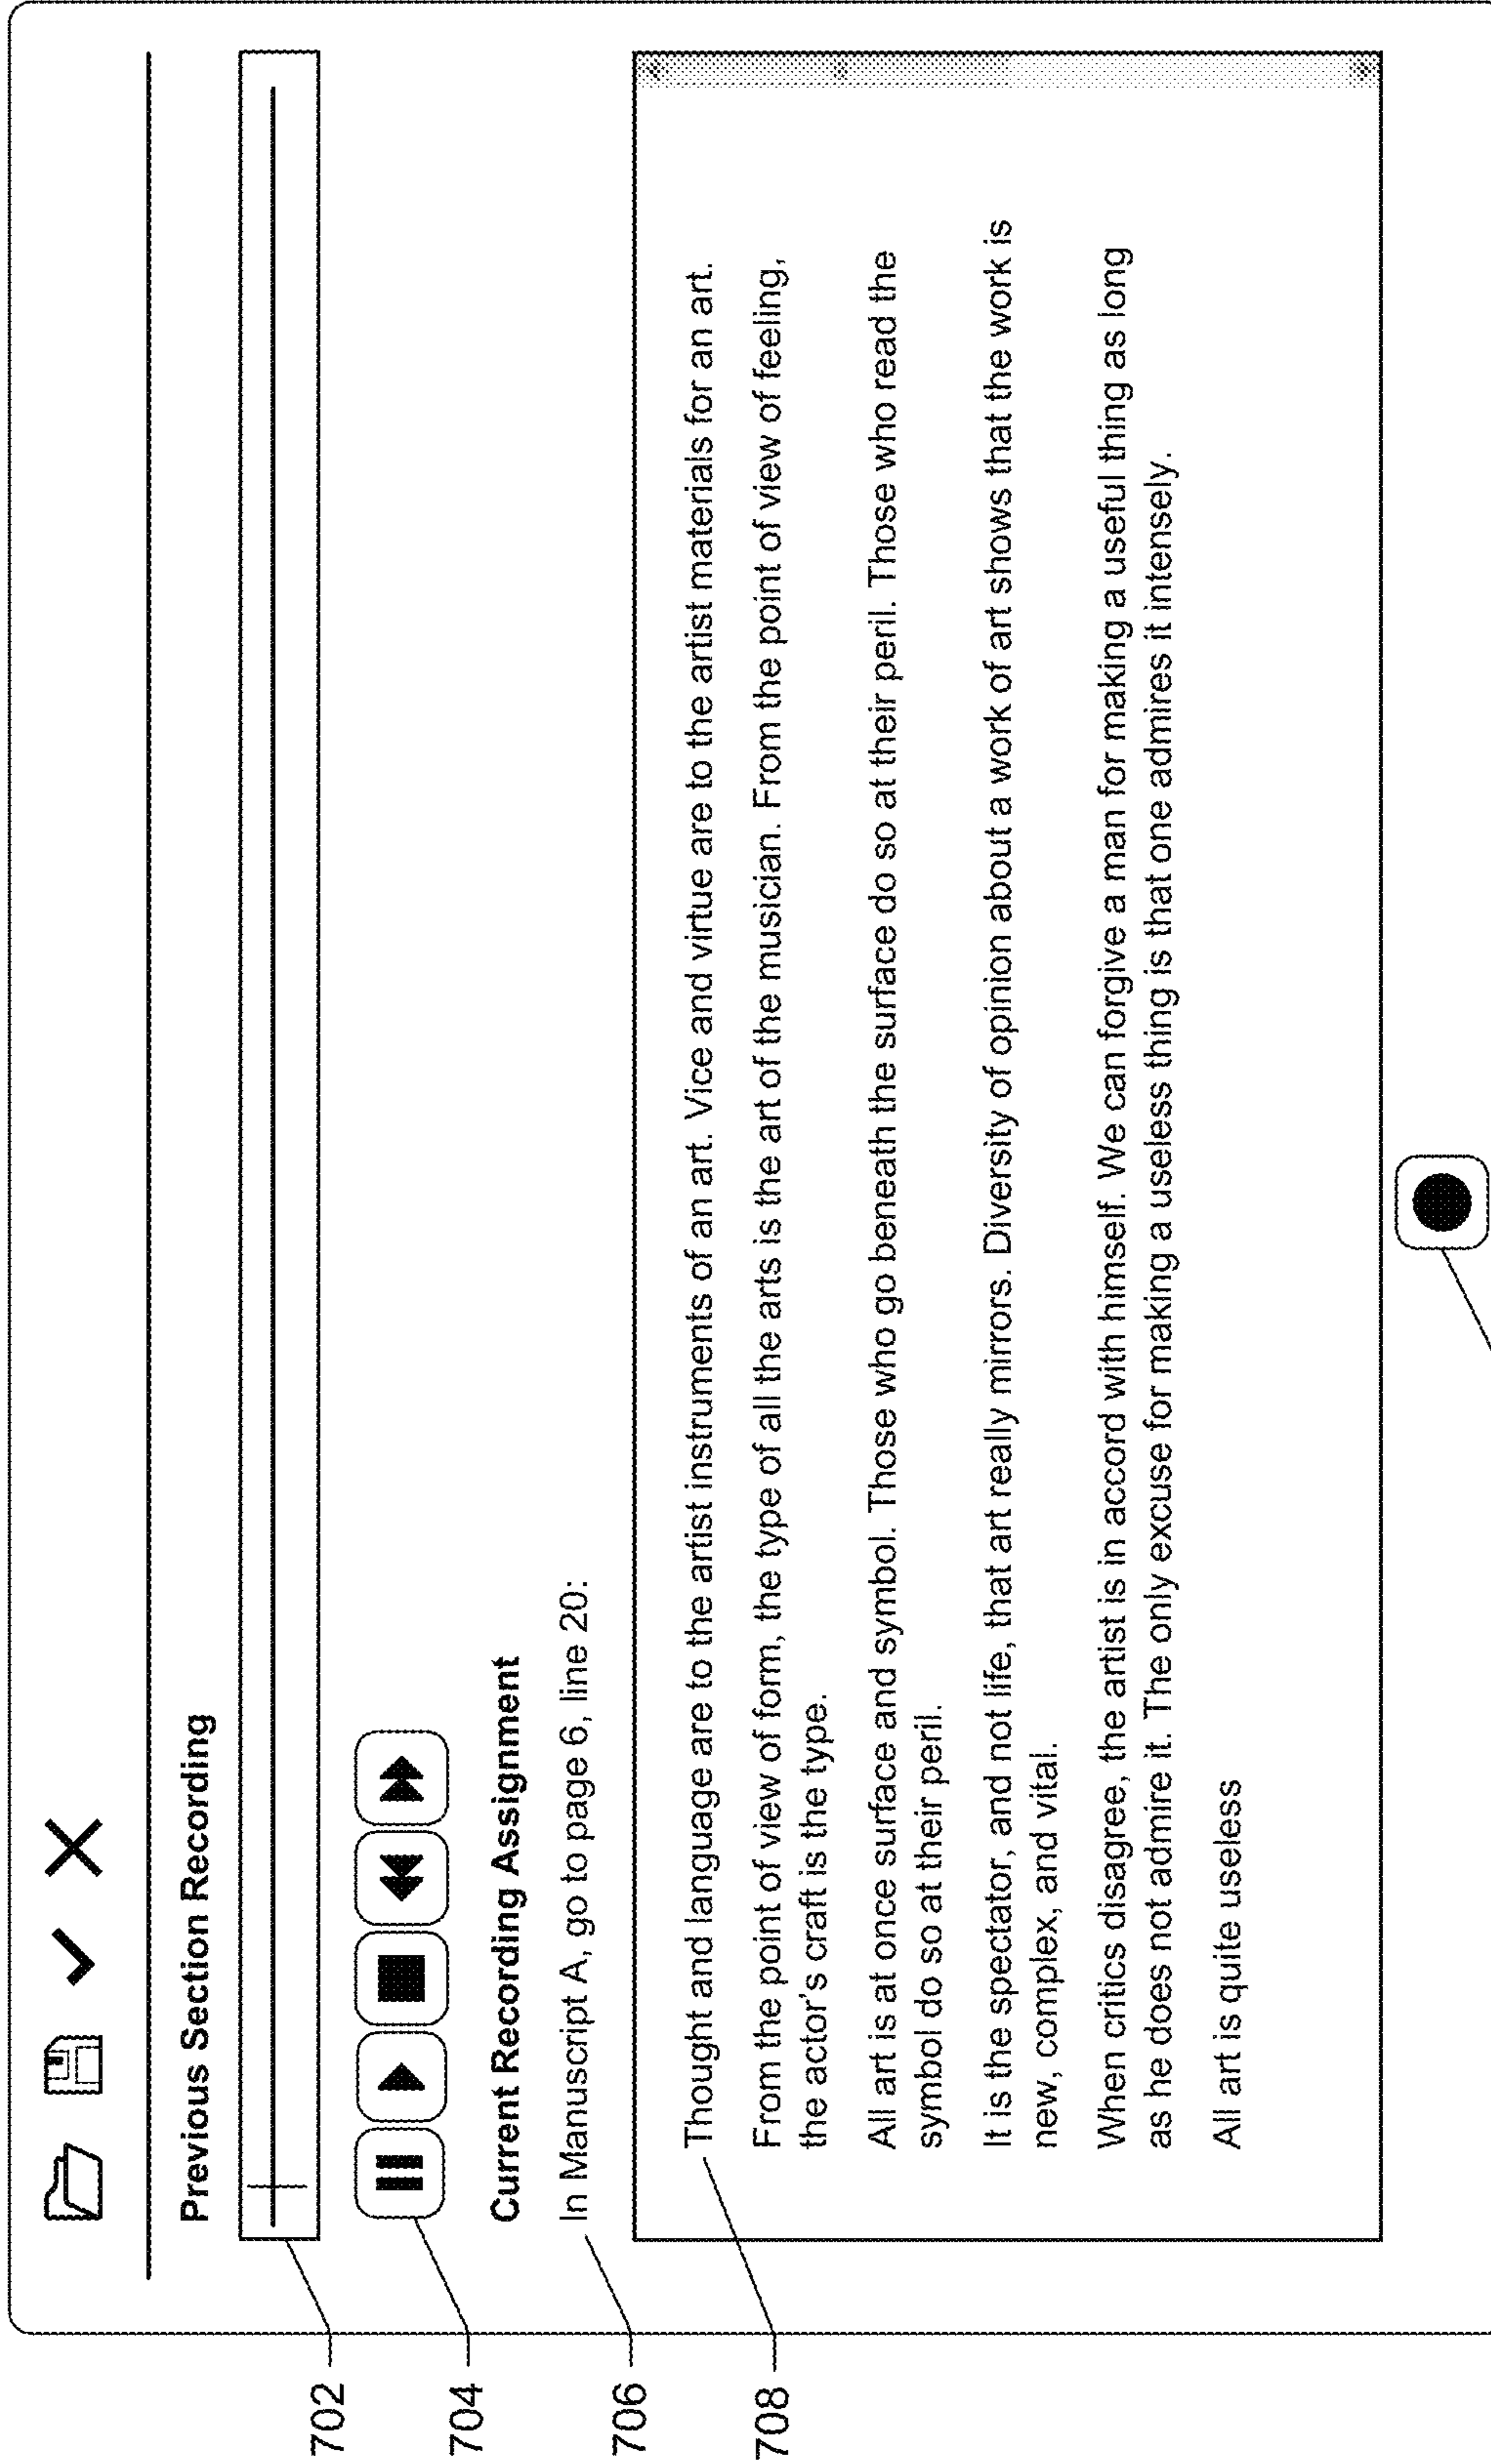 Previous Section Recording
702
704
Current Recording Assignment
706
In Manuscript A, go to page 6, line 20:
708
Thought and language are to the artist instruments of an art. Vice and virtue are to the artist materials for an art.
From the point of view of form, the type of all the arts is the art of the musician. From the point of view of feeling,
the actor's craft is the type.
All art is at once surface and symbol. Those who go beneath the surface do so at their peril. Those who read the
symbol do so at their peril.
It is the spectator, and not life, that art really mirrors. Diversity of opinion about a work of art shows that the work is
new, complex, and vital.
When critics disagree, the artist is in accord with himself. We can forgive a man for making a useful thing as long
as he does not admire it. The only excuse for making a useless thing is that one admires it intensely.
All art is quite useless